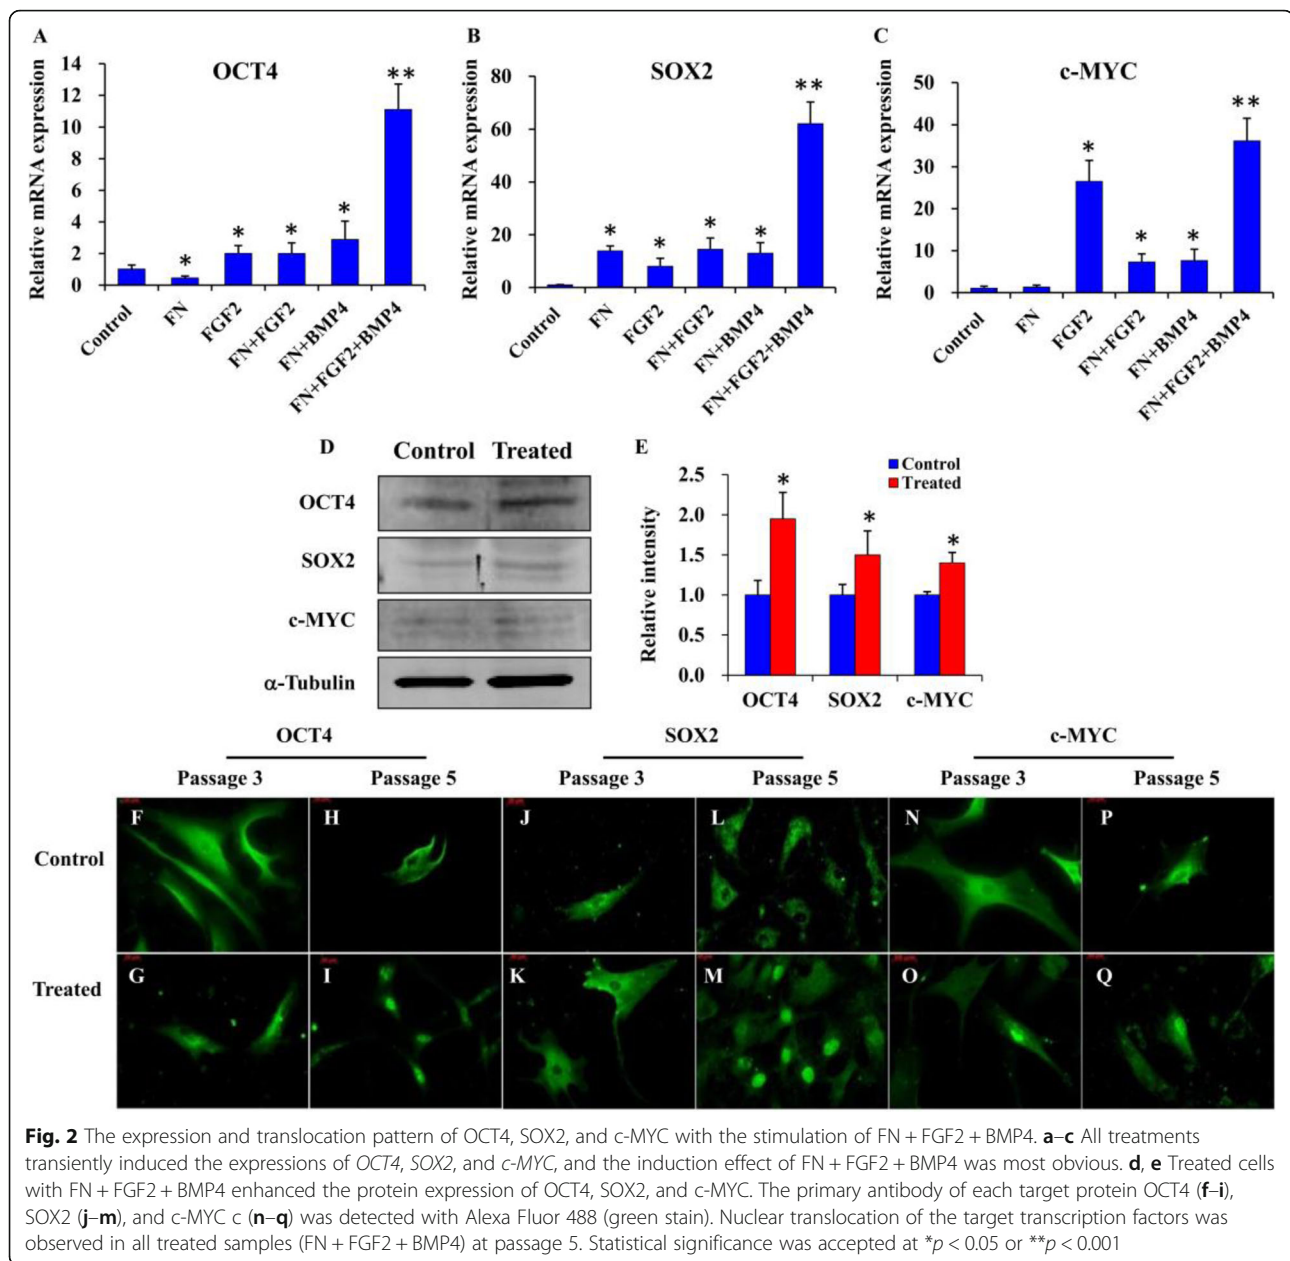 A
OCT4
Relative mRNA expression
14
12
10
8
6
4
2
0
*
*
*
*
**
Control
FN
FGF2
FN+FGF2
FN+BMP4
FN+FGF2+BMP4
B
SOX2
Relative mRNA expression
80
60
40
20
0
*
*
*
*
**
Control
FN
FGF2
FN+FGF2
FN+BMP4
FN+FGF2+BMP4
C
c-MYC
Relative mRNA expression
50
40
30
20
10
0
*
*
*
**
Control
FN
FGF2
FN+FGF2
FN+BMP4
FN+FGF2+BMP4
D
Control Treated
OCT4
SOX2
c-MYC
α-Tubulin
E
Control
Treated
Relative intensity
2.5
2.0
1.5
1.0
0.5
0.0
*
*
*
OCT4 SOX2 c-MYC
OCT4 SOX2 c-MYC
Passage 3 Passage 5 Passage 3 Passage 5 Passage 3 Passage 5
Control
F H J L N P
Treated
G I K M O Q
Fig. 2 The expression and translocation pattern of OCT4, SOX2, and c-MYC with the stimulation of FN + FGF2 + BMP4. a–c All treatments
transiently induced the expressions of OCT4, SOX2, and c-MYC, and the induction effect of FN + FGF2 + BMP4 was most obvious. d, e Treated cells
with FN + FGF2 + BMP4 enhanced the protein expression of OCT4, SOX2, and c-MYC. The primary antibody of each target protein OCT4 (f–i),
SOX2 (j–m), and c-MYC c (n–q) was detected with Alexa Fluor 488 (green stain). Nuclear translocation of the target transcription factors was
observed in all treated samples (FN + FGF2 + BMP4) at passage 5. Statistical significance was accepted at *p < 0.05 or **p < 0.001